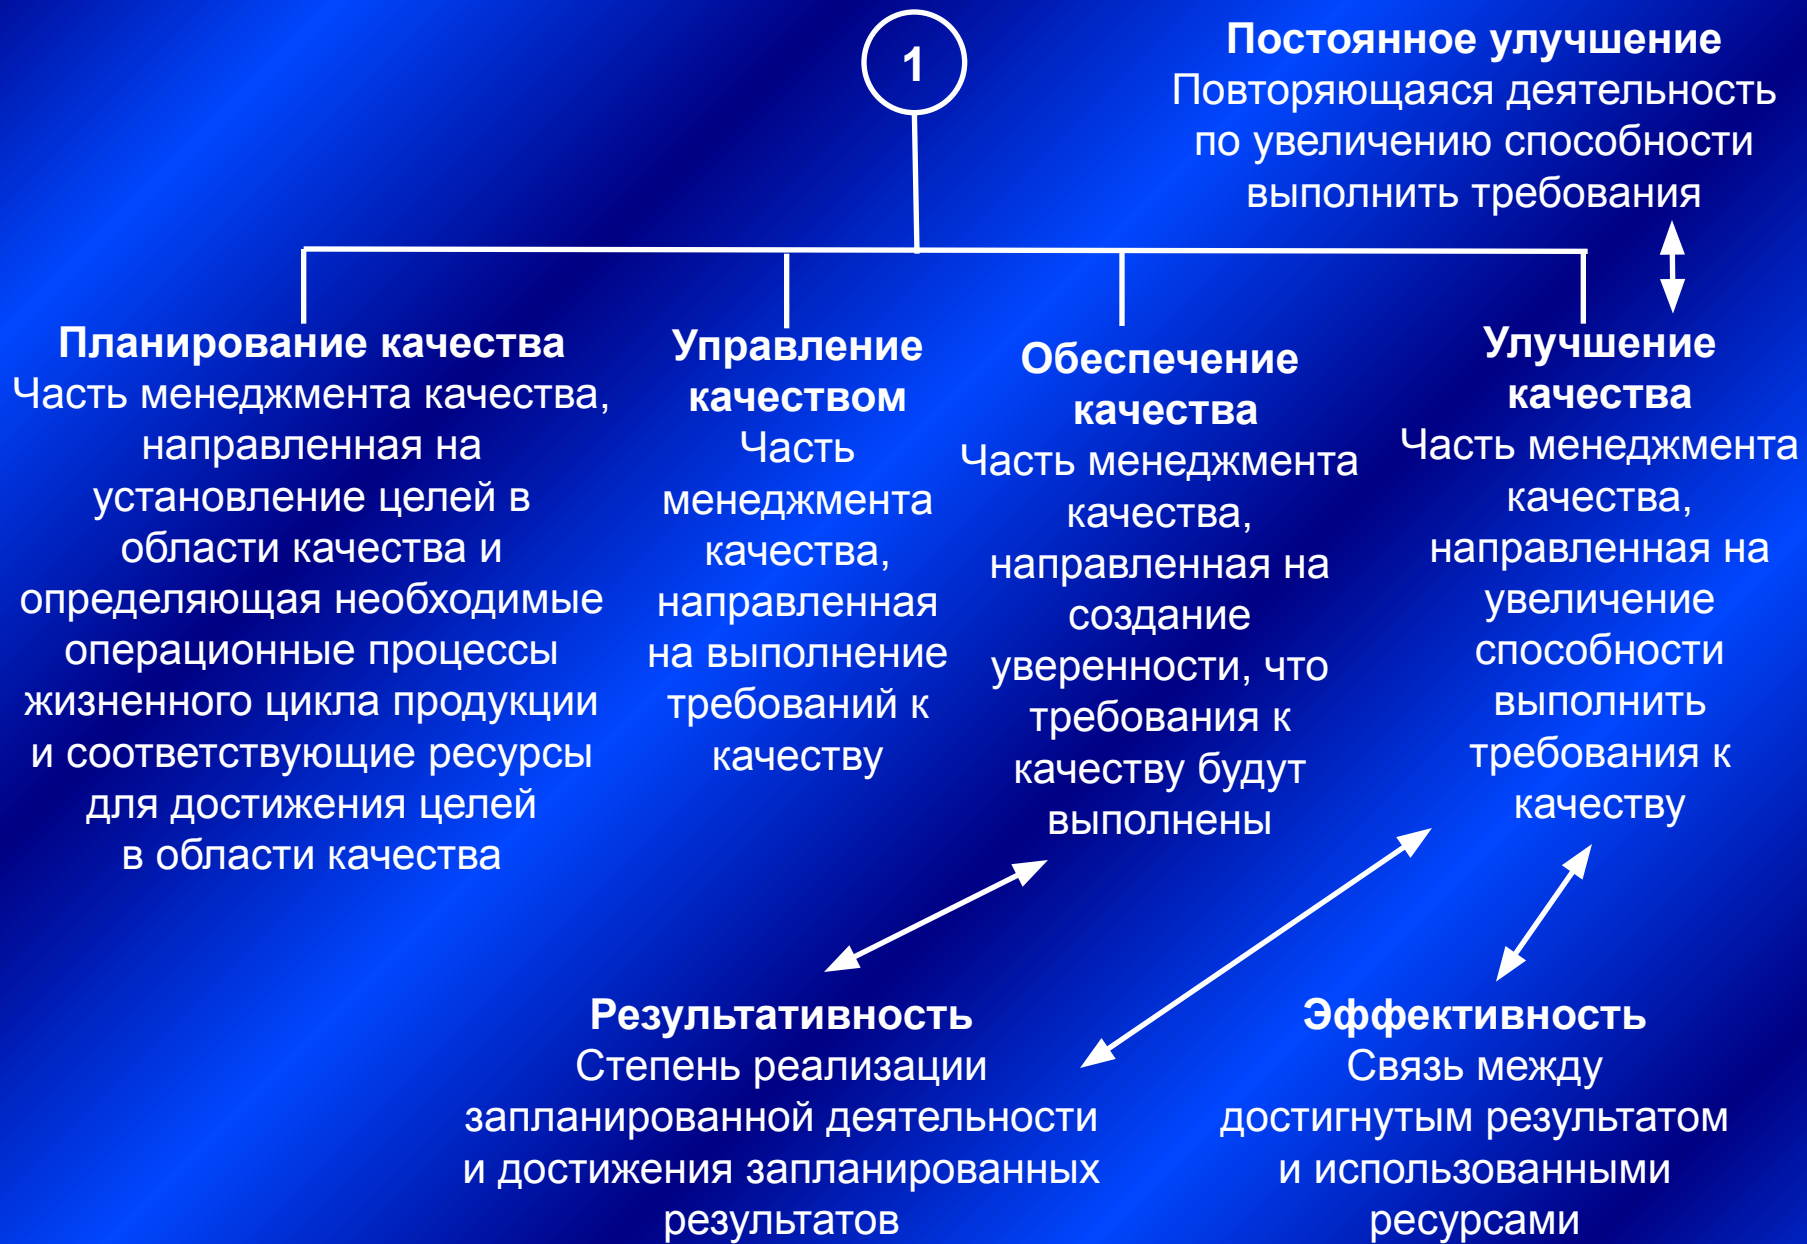 1
Постоянное улучшение
Повторяющаяся деятельность
по увеличению способности
выполнить требования
Планирование качества
Часть менеджмента качества,
направленная на
установление целей в
области качества и
определяющая необходимые
операционные процессы
жизненного цикла продукции
и соответствующие ресурсы
для достижения целей
в области качества
Управление
качеством
Часть
менеджмента
качества,
направленная
на выполнение
требований к
качеству
Обеспечение
качества
Часть менеджмента
качества,
направленная на
создание
уверенности, что
требования к
качеству будут
выполнены
Улучшение
качества
Часть менеджмента
качества,
направленная на
увеличение
способности
выполнить
требования к
качеству
Результативность
Степень реализации
запланированной деятельности
и достижения запланированных
результатов
Эффективность
Связь между
достигнутым результатом
и использованными
ресурсами